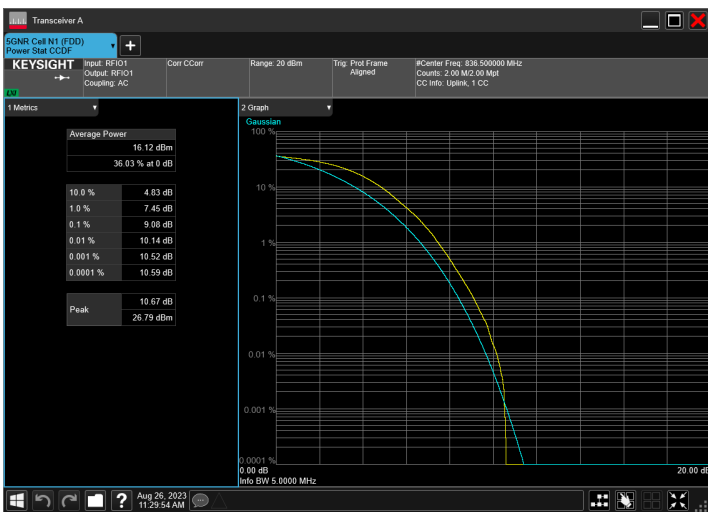 Transceiver A
5GNR Cell N1 (FDD)
Power Stat CCDF
KEYSIGHT
LXI
Input: RFIO1
Output: RFIO1
Coupling: AC
Corr CCorr
Range: 20 dBm
Trig: Prot Frame
Aligned
#Center Freq: 836.500000 MHz
Counts: 2.00 M/2.00 Mpt
CC Info: Uplink, 1 CC
1 Metrics
Average Power
16.12 dBm
36.03 % at 0 dB
10.0 % 4.83 dB
1.0 % 7.45 dB
0.1 % 9.08 dB
0.01 % 10.14 dB
0.001 % 10.52 dB
0.0001 % 10.59 dB
Peak
10.67 dB
26.79 dBm
2 Graph
Gaussian
100 %
10 %
1 %
0.1 %
0.01 %
0.001 %
0.0001 %
0.00 dB 20.00 dB
Info BW 5.0000 MHz
Aug 26, 2023
11:29:54 AM